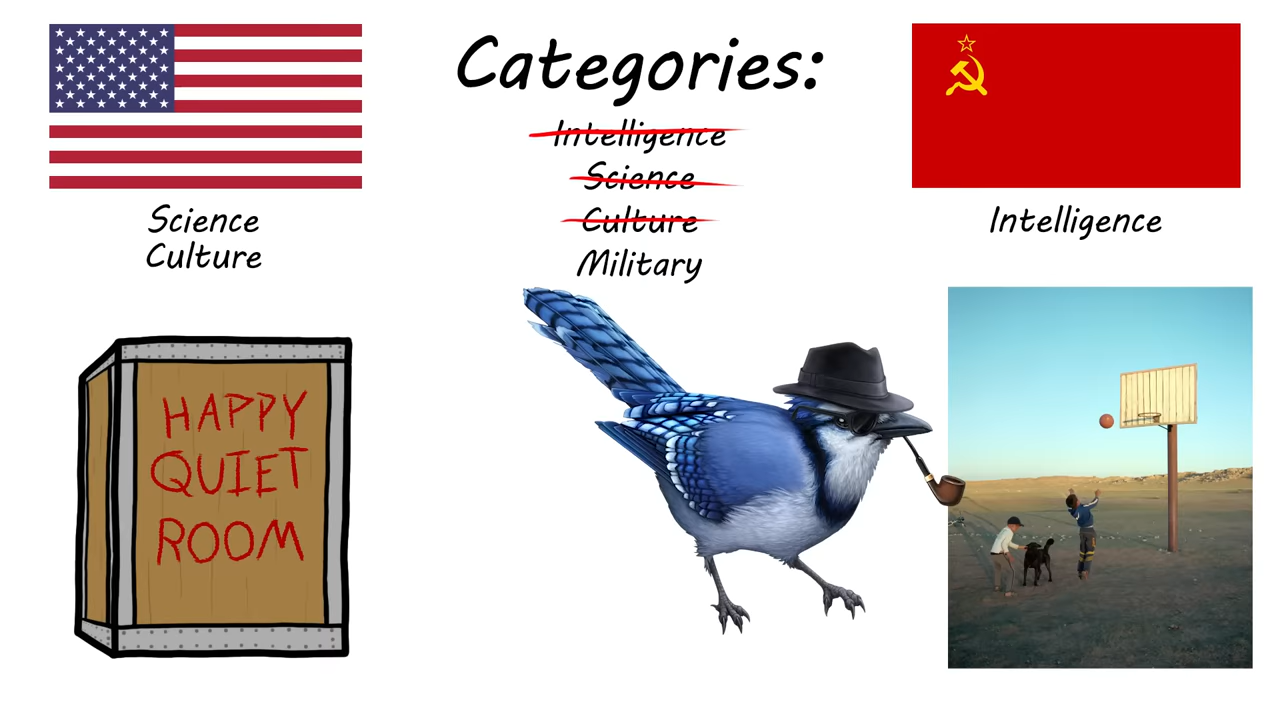 Categories:
Intelligence
Science
Culture
Military
Science
Culture
Intelligence
HAPPY
QUIET
ROOM